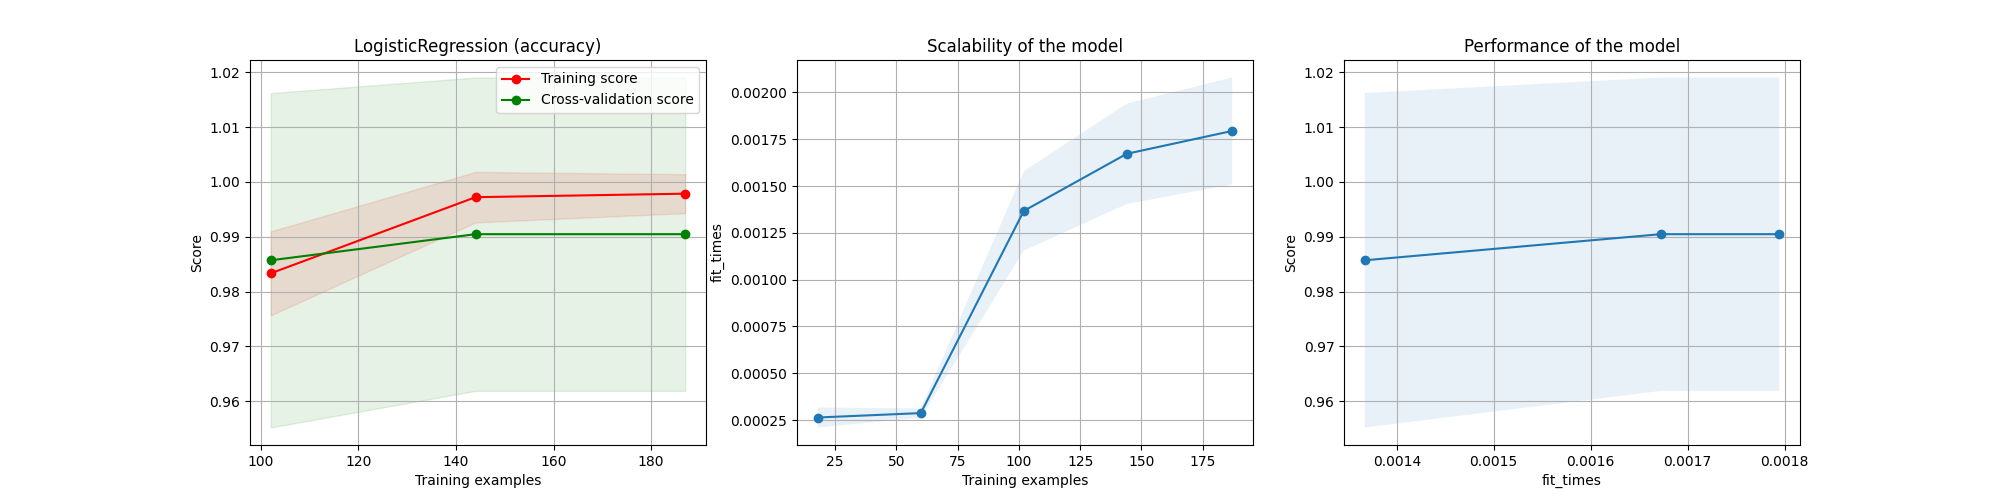 LogisticRegression (accuracy)
Training score
Cross-validation score
1.02
1.01
1.00
0.99
0.98
0.97
0.96
Score
100 120 140 160 180
Training examples
Scalability of the model
0.00200
0.00175
0.00150
0.00125
0.00100
0.00075
0.00050
0.00025
fit_times
25 50 75 100 125 150 175
Training examples
Performance of the model
1.02
1.01
1.00
0.99
0.98
0.97
0.96
Score
0.0014 0.0015 0.0016 0.0017 0.0018
fit_times